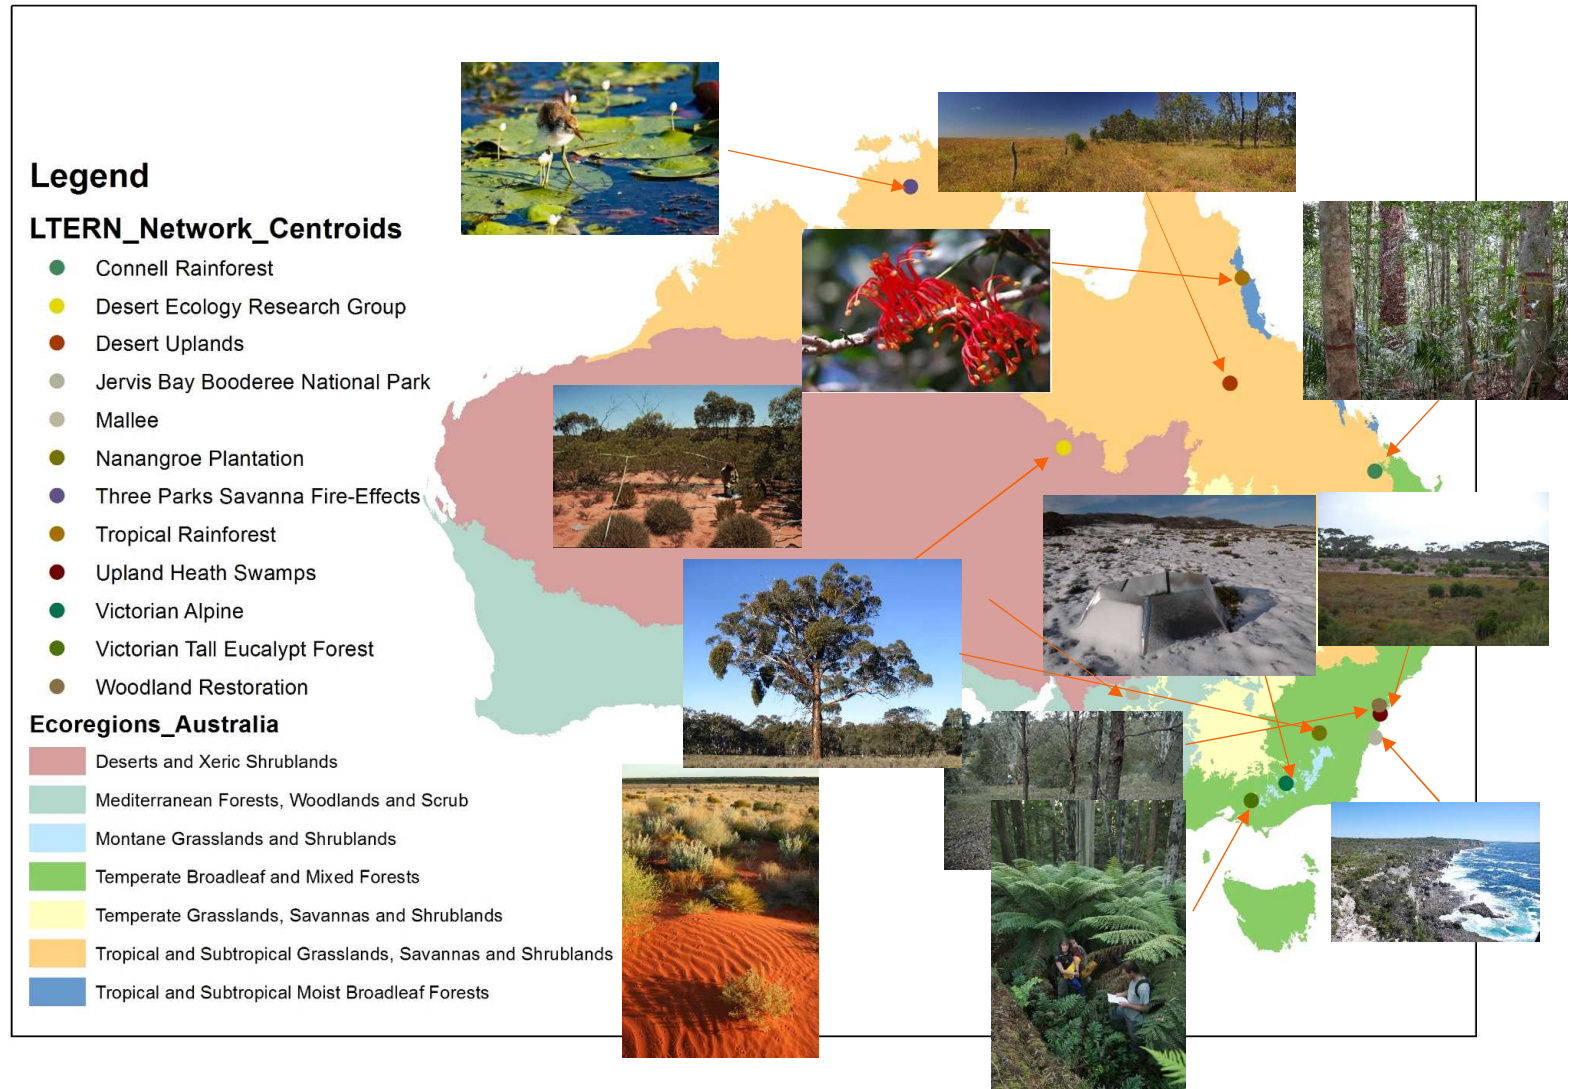 Legend
LTERN_Network_Centroids
Connell Rainforest
Desert Ecology Research Group
Desert Uplands
Jervis Bay Booderee National Park
Mallee
Nanangroe Plantation
Three Parks Savanna Fire-Effects
Tropical Rainforest
Upland Heath Swamps
Victorian Alpine
Victorian Tall Eucalypt Forest
Woodland Restoration
Ecoregions_Australia
Deserts and Xeric Shrublands
Mediterranean Forests, Woodlands and Scrub
Montane Grasslands and Shrublands
Temperate Broadleaf and Mixed Forests
Temperate Grasslands, Savannas and Shrublands
Tropical and Subtropical Grasslands, Savannas and Shrublands
Tropical and Subtropical Moist Broadleaf Forests